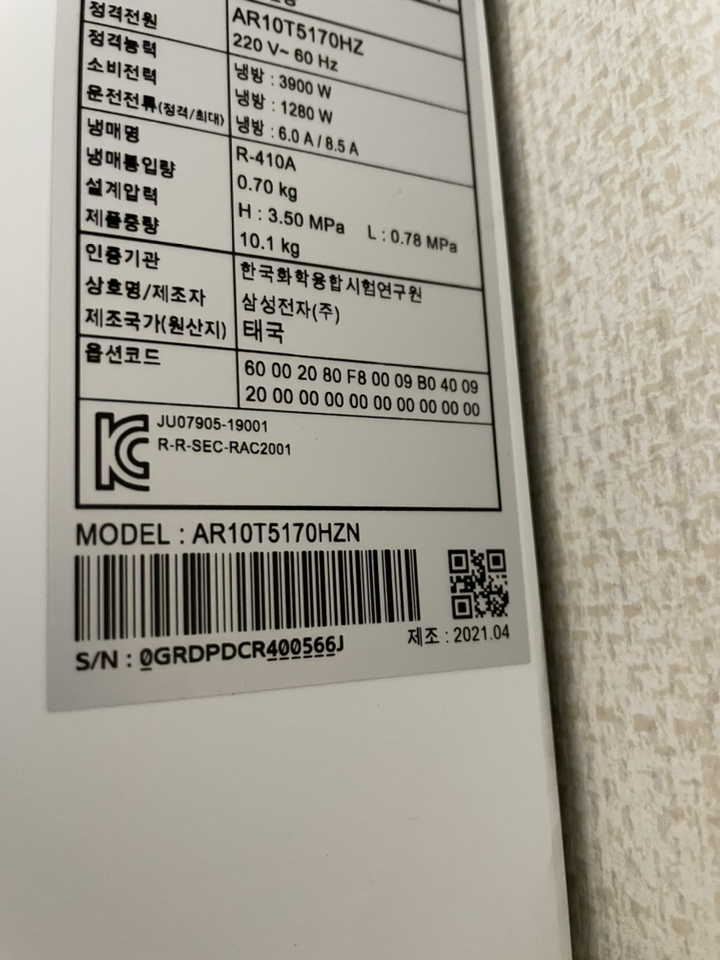 AR10T5170HZ
정격전원 220 V~ 60 Hz
정격능력 냉방 : 3900 W
소비전력 냉방 : 1280 W
운전전류(정격/최대) 냉방 : 6.0 A / 8.5 A
냉매명 R-410A
냉매봉입량 0.70 kg
설계압력 H : 3.50 MPa L : 0.78 MPa
제품중량 10.1 kg
인증기관 한국화학융합시험연구원
상호명/제조자 삼성전자(주)
제조국가(원산지) 태국
옵션코드 60 00 20 80 F8 00 09 B0 40 09
20 00 00 00 00 00 00 00 00 00
JU07905-19001
R-R-SEC-RAC2001
MODEL : AR10T5170HZN
제조 : 2021.04
S/N : 0GRDPDCR400566J